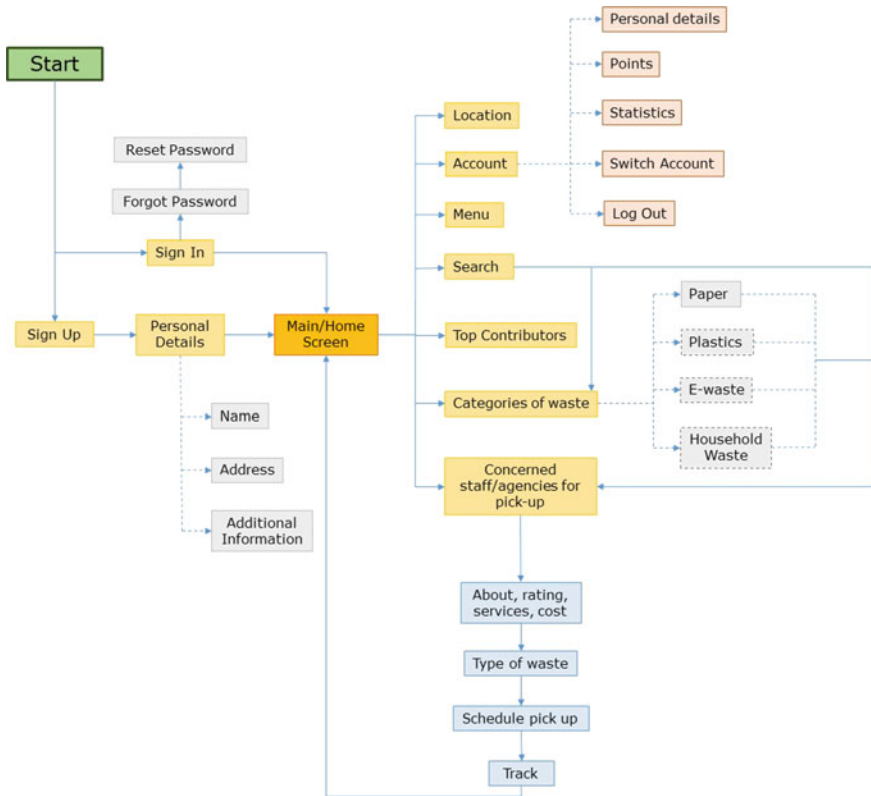 Start
Reset Password
Forgot Password
Sign In
Sign Up
Personal
Details
Name
Address
Additional
Information
Main/Home
Screen
Location
Account
Menu
Search
Top Contributors
Categories of waste
Concerned
staff/agencies for
pick-up
Personal details
Points
Statistics
Switch Account
Log Out
Paper
Plastics
E-waste
Household
Waste
About, rating,
services, cost
Type of waste
Schedule pick up
Track